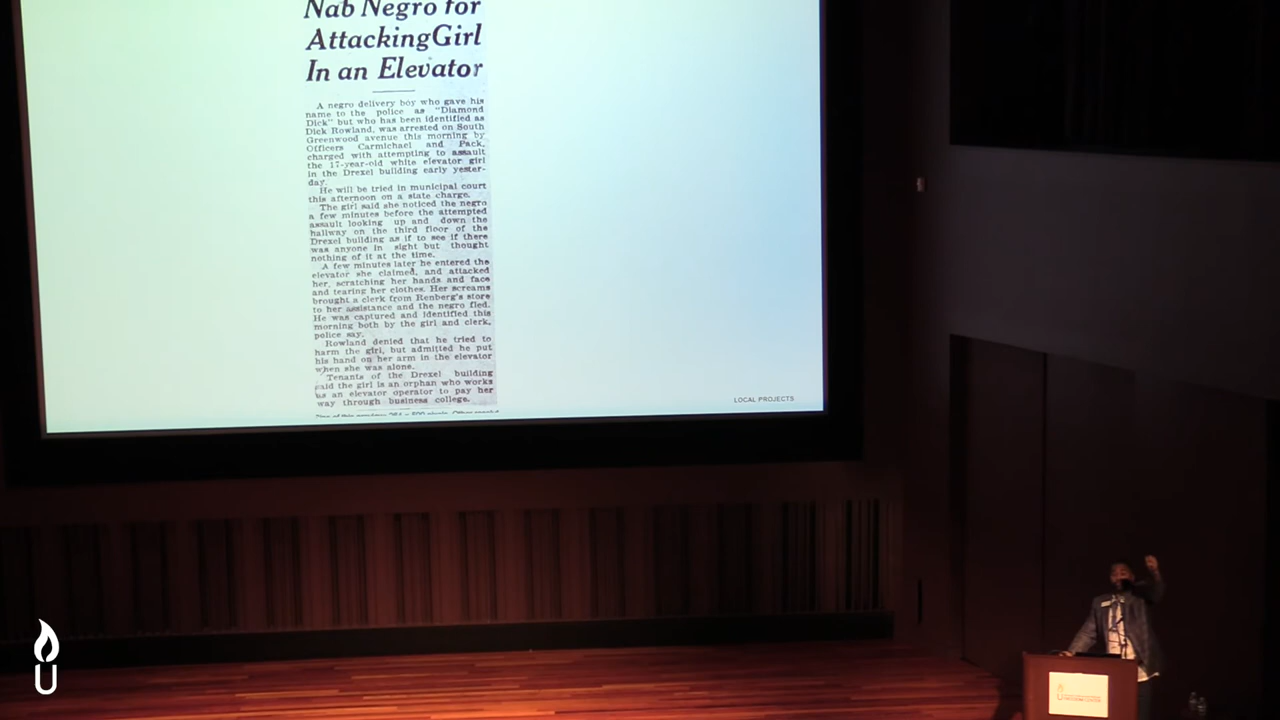 Nab Negro for
AttackingGirl
In an Elevator
A negro delivery boy who gave his
name to the police as "Diamond
Dick" but who has been identified as
Dick Rowland, was arrested on South
Greenwood avenue this morning by
Officers Carmichael and Pack,
charged with attempting to assault
the 17-year-old white elevator girl
in the Drexel building early yester-
day.
He will be tried in municipal court
this afternoon on a state charge.
The girl said she noticed the negro
a few minutes before the attempted
assault looking up and down the
hallway on the third floor of the
Drexel building as if to see if there
was anyone in sight but thought
nothing of it at the time.
A few minutes later he entered the
elevator she claimed, and attacked
her, scratching her hands and face
and tearing her clothes. Her screams
brought a clerk from Renberg's store
to her assistance and the negro fled.
He was captured and identified this
morning both by the girl and clerk,
police say.
Rowland denied that he tried to
harm the girl, but admitted he put
his hand on her arm in the elevator
when she was alone.
Tenants of the Drexel building
said the girl is an orphan who works
as an elevator operator to pay her
way through business college.
LOCAL PROJECTS
U